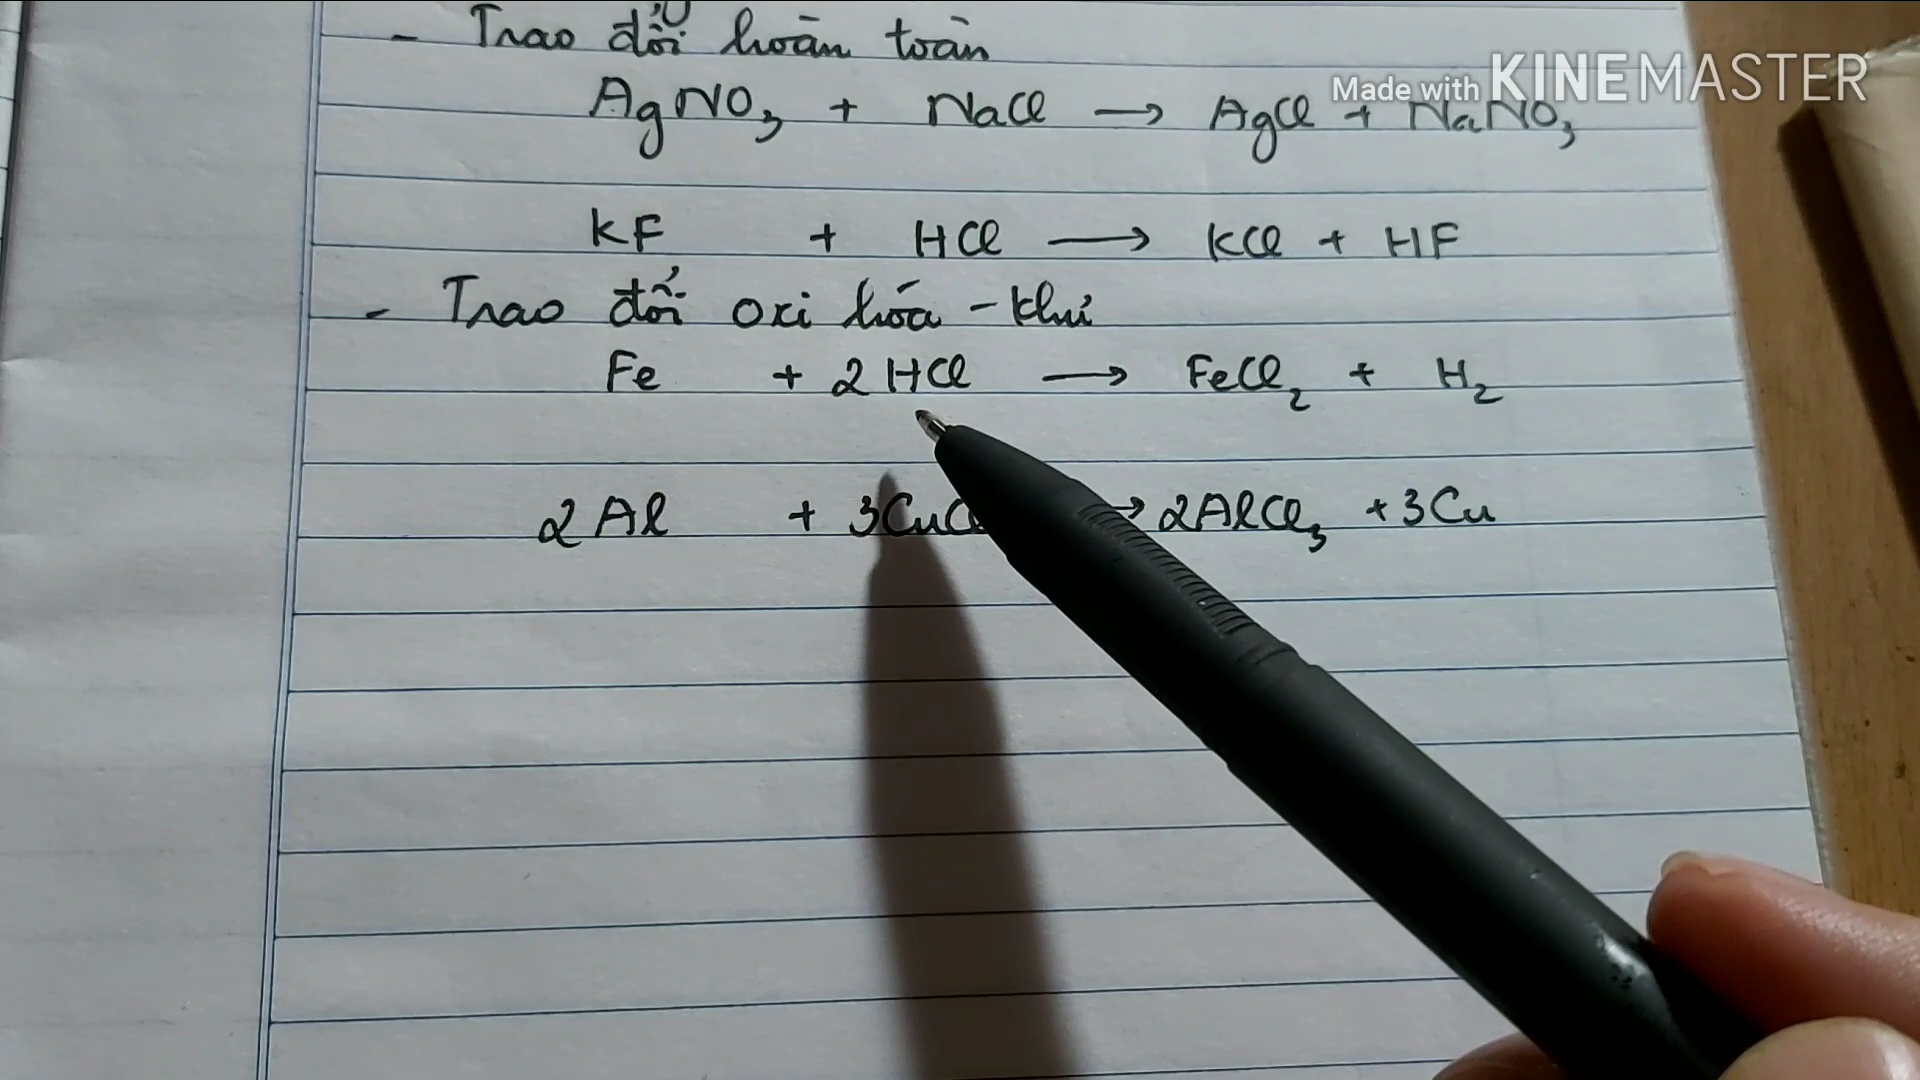 - Trao đổi hoàn toàn
Made with KINEMASTER
AgNO₃ + NaCl → AgCl + NaNO₃
KF + HCl → KCl + HF
- Trao đổi oxi hóa - khử
Fe + 2HCl → FeCl₂ + H₂
2Al + 3CuCl → 2AlCl₃ + 3Cu